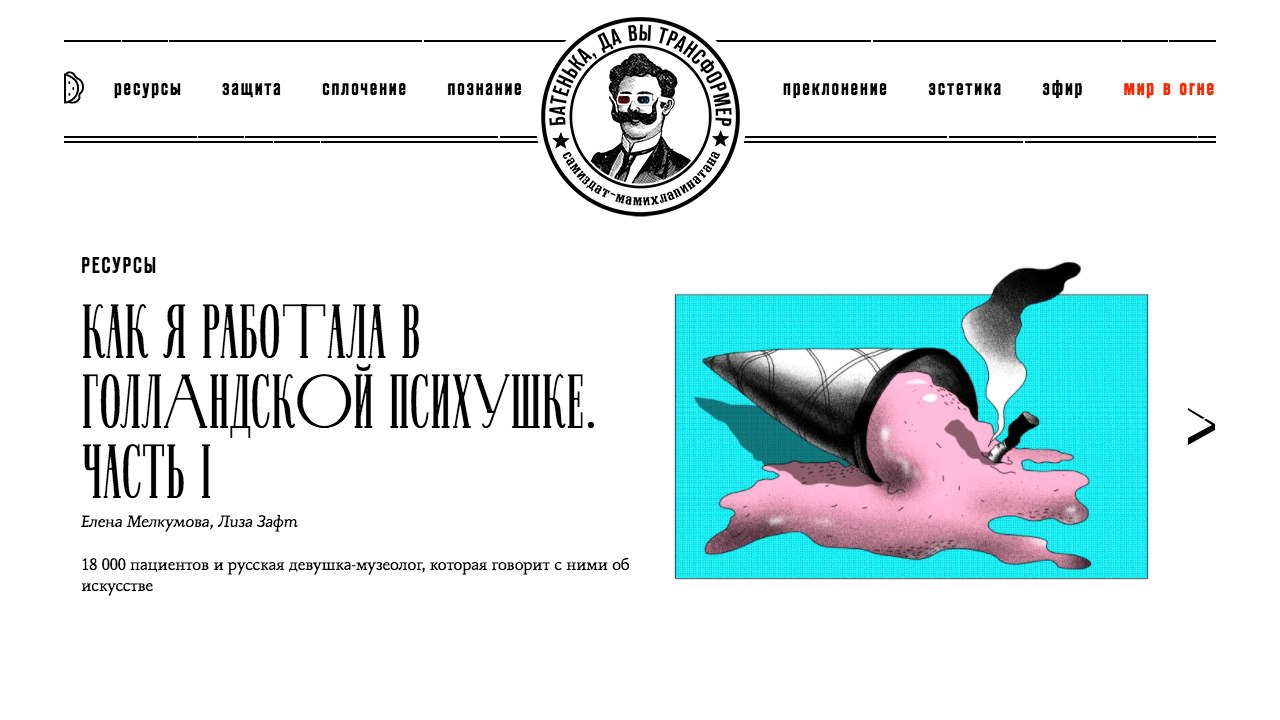 БАТЕНЬКА, ДА ВЫ ТРАНСФОРМЕР
ресурсы защита сплочение познание преклонение эстетика эфир мир в огне
самиздат-мамихлапинатана
РЕСУРСЫ
КАК Я РАБОТАЛА В
ГОЛЛАНДСКОЙ ПСИХУШКЕ.
ЧАСТЬ I
Елена Мелкумова, Лиза Зафт
18 000 пациентов и русская девушка-музеолог, которая говорит с ними об
искусстве